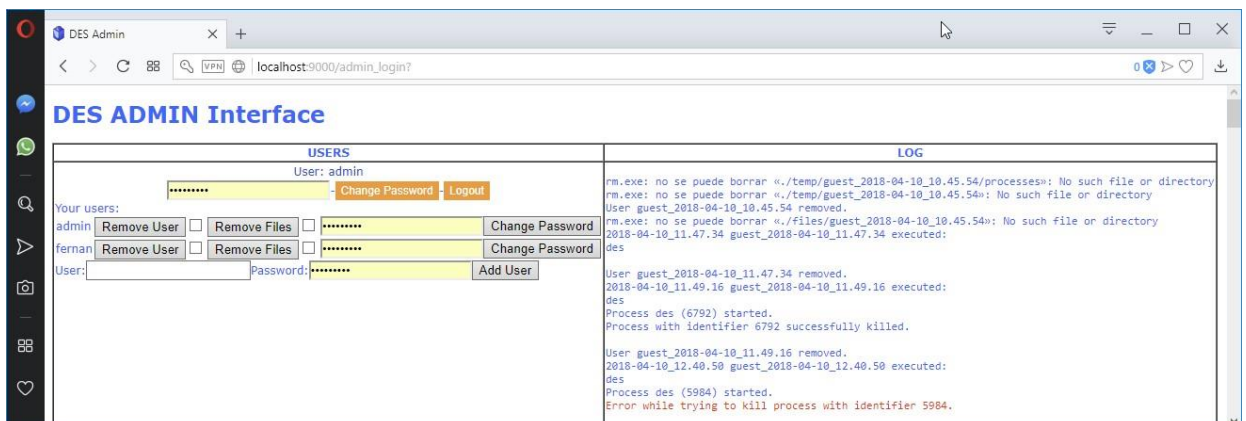 DES Admin
VPN localhost:9000/admin_login? 0
DES ADMIN Interface
USERS
User: admin
••••••••• - Change Password - Logout
Your users:
admin Remove User Remove Files ••••••••• Change Password
fernan Remove User Remove Files ••••••••• Change Password
User: Password: ••••••••• Add User
LOG
rm.exe: no se puede borrar «./temp/guest_2018-04-10_10.45.54/processes»: No such file or directory
rm.exe: no se puede borrar «./temp/guest_2018-04-10_10.45.54»: No such file or directory
User guest_2018-04-10_10.45.54 removed.
rm.exe: no se puede borrar «./files/guest_2018-04-10_10.45.54»: No such file or directory
2018-04-10_11.47.34 guest_2018-04-10_11.47.34 executed:
des
User guest_2018-04-10_11.47.34 removed.
2018-04-10_11.49.16 guest_2018-04-10_11.49.16 executed:
des
Process des (6792) started.
Process with identifier 6792 successfully killed.
User guest_2018-04-10_11.49.16 removed.
2018-04-10_12.40.50 guest_2018-04-10_12.40.50 executed:
des
Process des (5984) started.
Error while trying to kill process with identifier 5984.